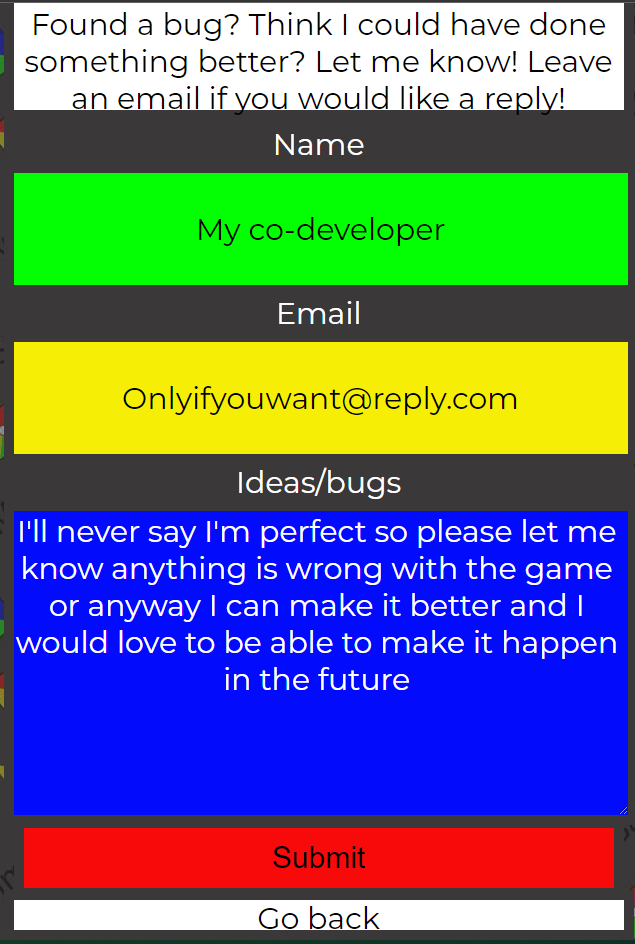 Found a bug? Think I could have done
something better? Let me know! Leave
an email if you would like a reply!
Name
My co-developer
Email
Onlyifyouwant@reply.com
Ideas/bugs
I'll never say I'm perfect so please let me
know anything is wrong with the game
or anyway I can make it better and I
would love to be able to make it happen
in the future
Submit
Go back